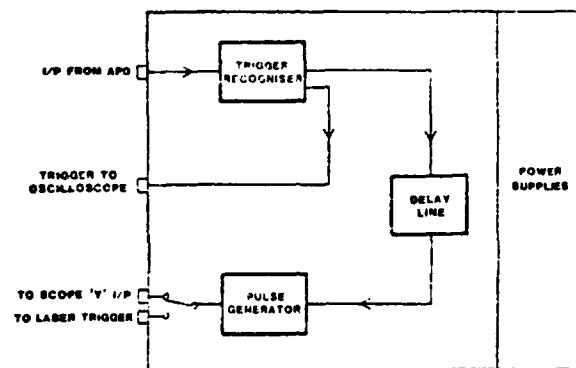 I/P FROM APD
TRIGGER
RECOGNISER
TRIGGER TO
OSCILLOSCOPE
POWER
SUPPLIES
DELAY
LINE
TO SCOPE 'Y' I/P
TO LASER TRIGGER
PULSE
GENERATOR